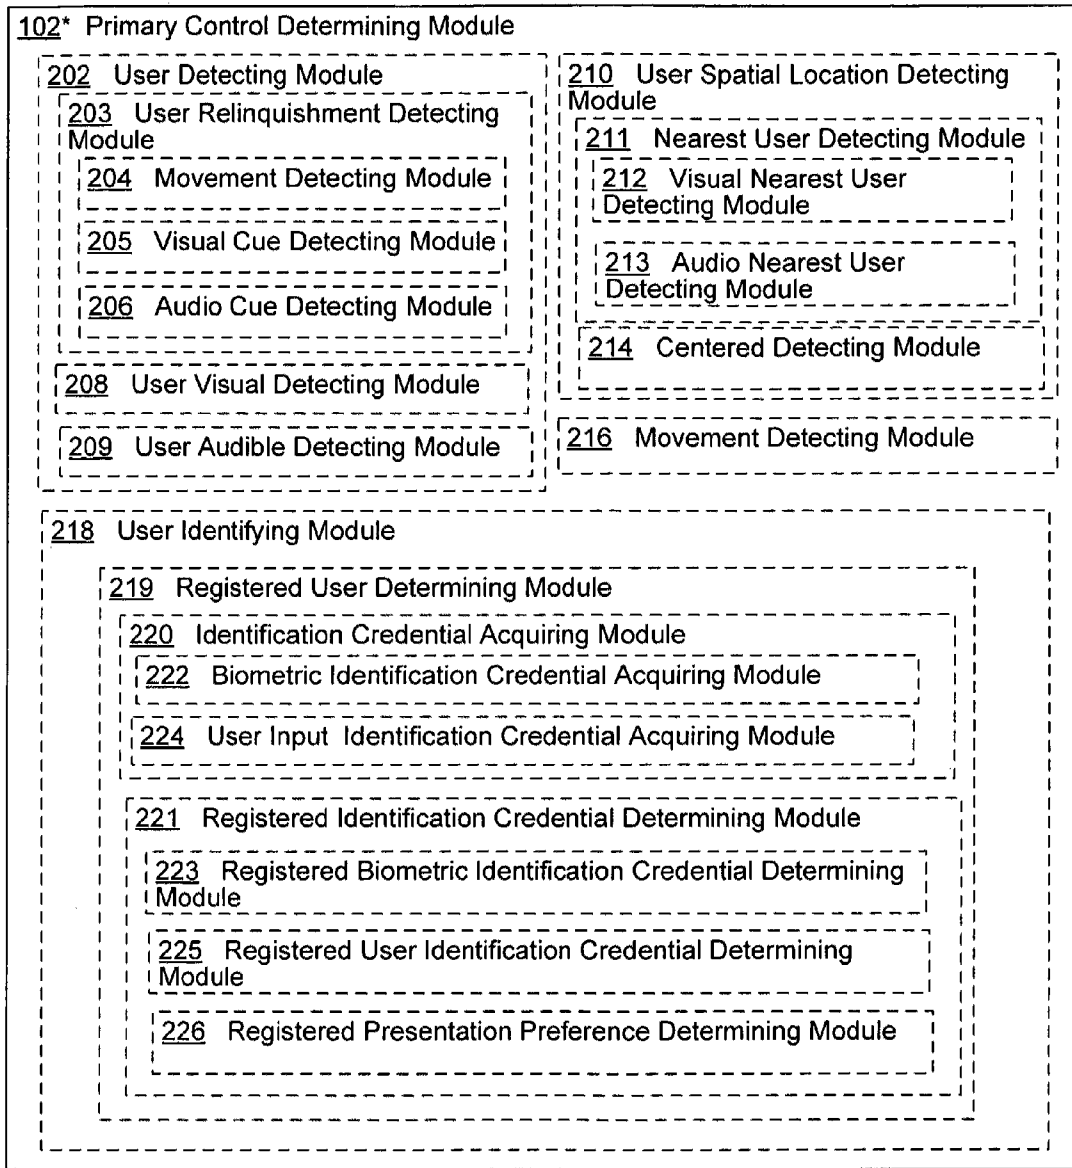 102* Primary Control Determining Module
202 User Detecting Module
203 User Relinquishment Detecting
Module
204 Movement Detecting Module
205 Visual Cue Detecting Module
206 Audio Cue Detecting Module
208 User Visual Detecting Module
209 User Audible Detecting Module
210 User Spatial Location Detecting
Module
211 Nearest User Detecting Module
212 Visual Nearest User
Detecting Module
213 Audio Nearest User
Detecting Module
214 Centered Detecting Module
216 Movement Detecting Module
218 User Identifying Module
219 Registered User Determining Module
220 Identification Credential Acquiring Module
222 Biometric Identification Credential Acquiring Module
224 User Input Identification Credential Acquiring Module
221 Registered Identification Credential Determining Module
223 Registered Biometric Identification Credential Determining
Module
225 Registered User Identification Credential Determining
Module
226 Registered Presentation Preference Determining Module